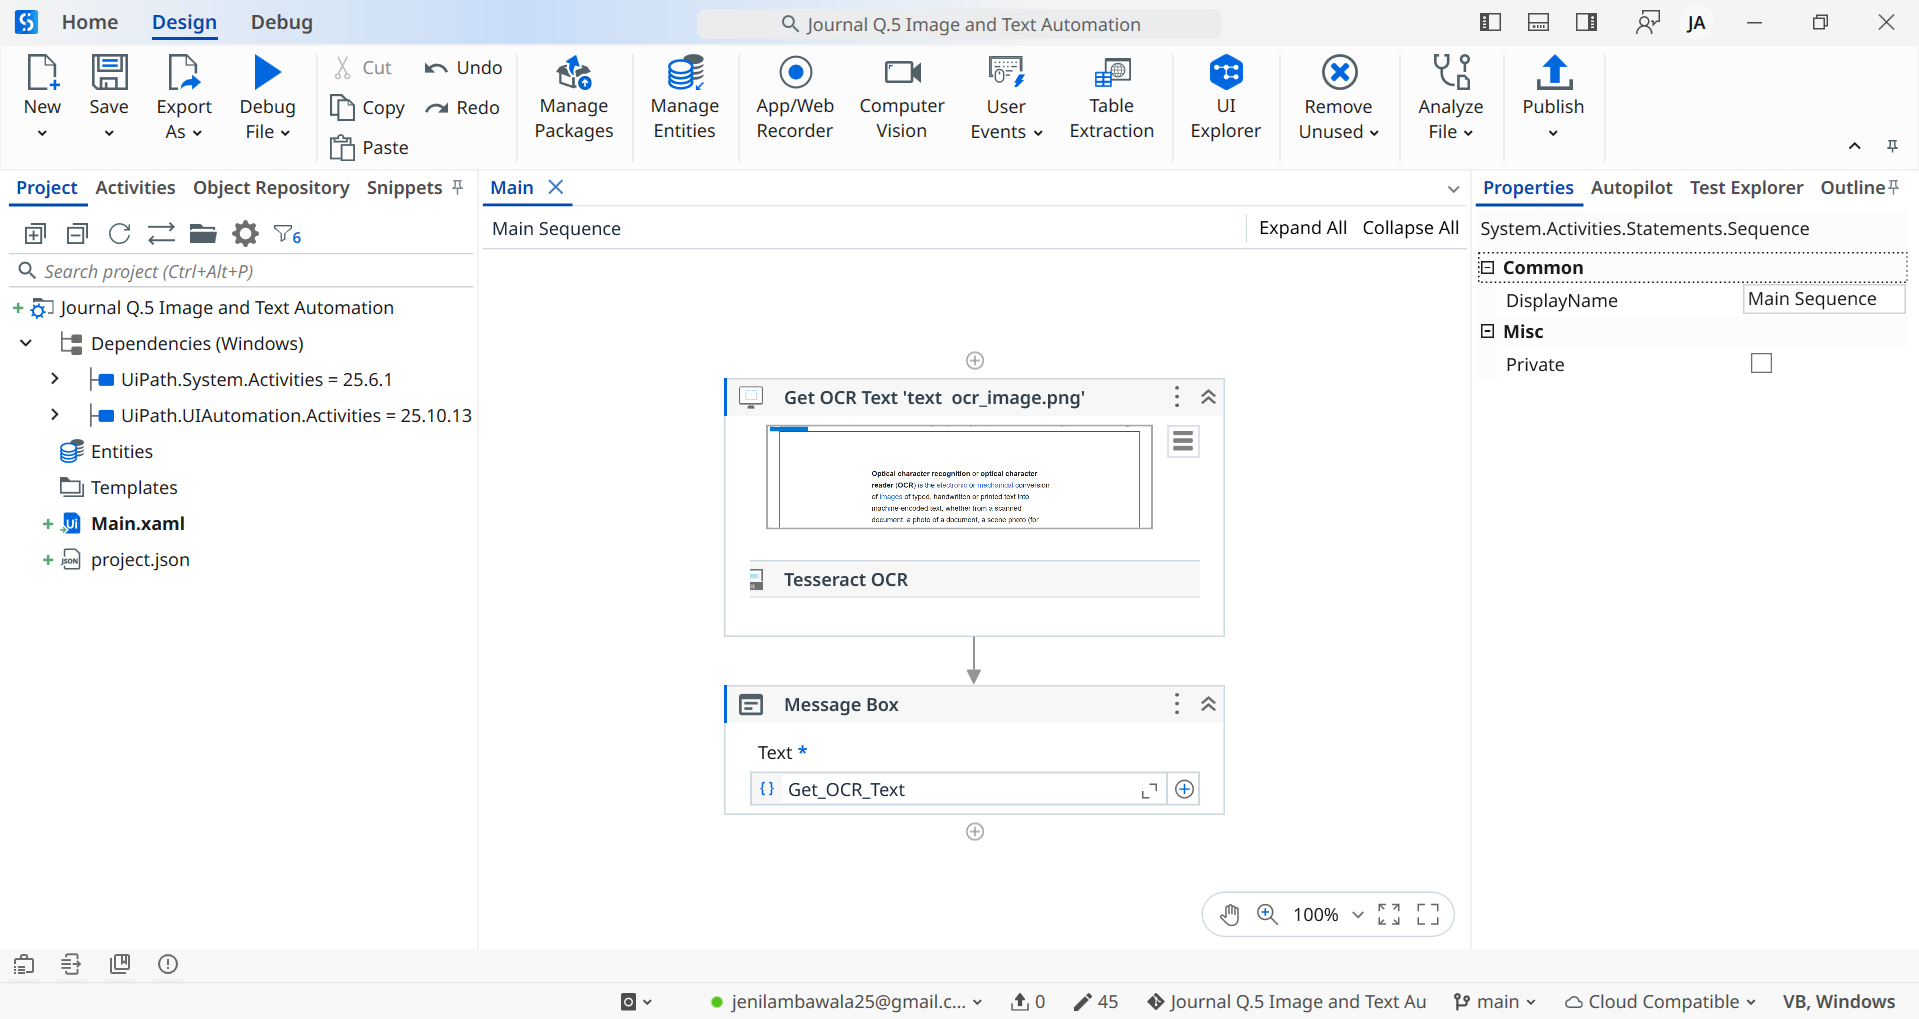 Home Design Debug
Journal Q.5 Image and Text Automation
JA
New Save Export As Debug File
Cut Copy Paste
Undo Redo
Manage Packages
Manage Entities
App/Web Recorder
Computer Vision
User Events
Table Extraction
UI Explorer
Remove Unused
Analyze File
Publish
Project Activities Object Repository Snippets
6
Search project (Ctrl+Alt+P)
Journal Q.5 Image and Text Automation
Dependencies (Windows)
UiPath.System.Activities = 25.6.1
UiPath.UIAutomation.Activities = 25.10.13
Entities
Templates
Main.xaml
JSON project.json
Main
Main Sequence
Expand All Collapse All
Get OCR Text 'text ocr_image.png'
Optical character recognition or optical character
reader (OCR) is the electronic or mechanical conversion
of images of typed, handwritten or printed text into
machine-encoded text, whether from a scanned
document, a photo of a document, a scene photo (for
Tesseract OCR
Message Box
Text *
{} Get_OCR_Text
100%
Properties Autopilot Test Explorer Outline
System.Activities.Statements.Sequence
Common
DisplayName Main Sequence
Misc
Private
jenilambawala25@gmail.c... 0 45 Journal Q.5 Image and Text Au main Cloud Compatible VB, Windows